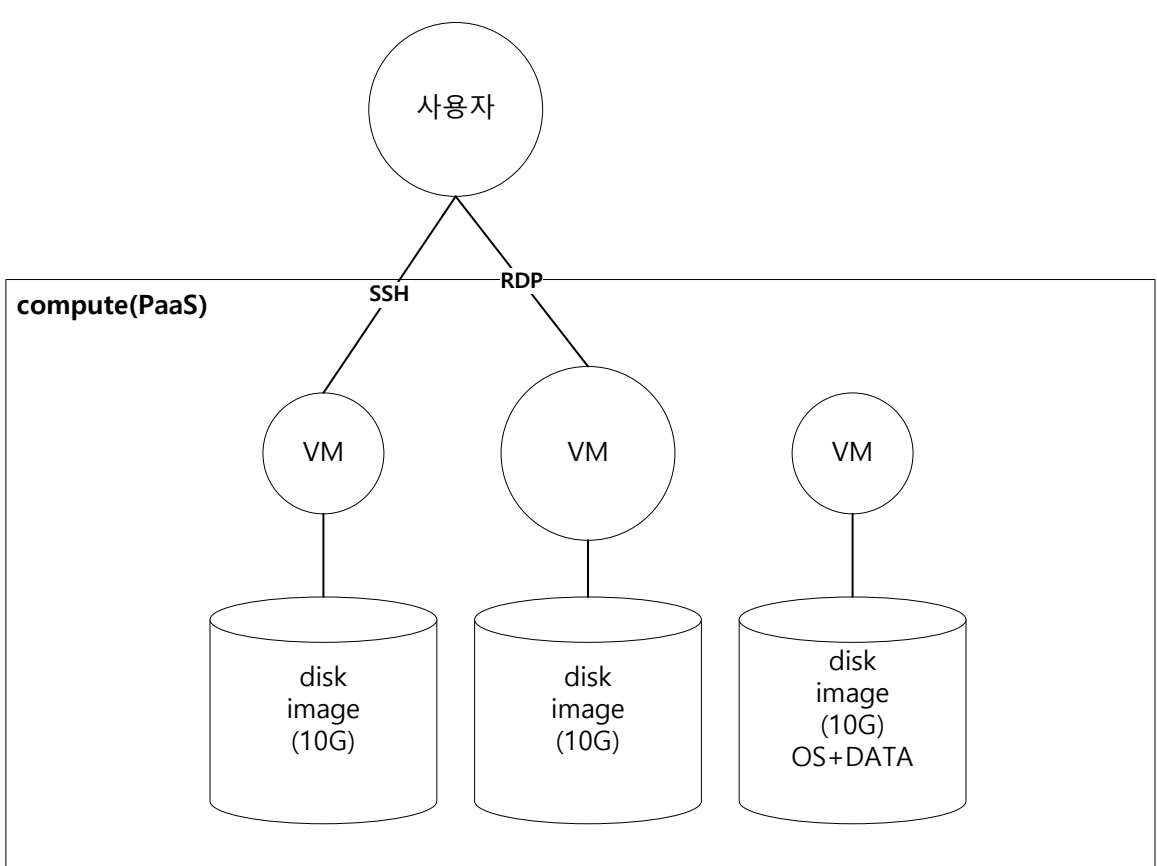 사용자
SSH
RDP
compute(PaaS)
VM
VM
VM
disk
image
(10G)
disk
image
(10G)
disk
image
(10G)
OS+DATA